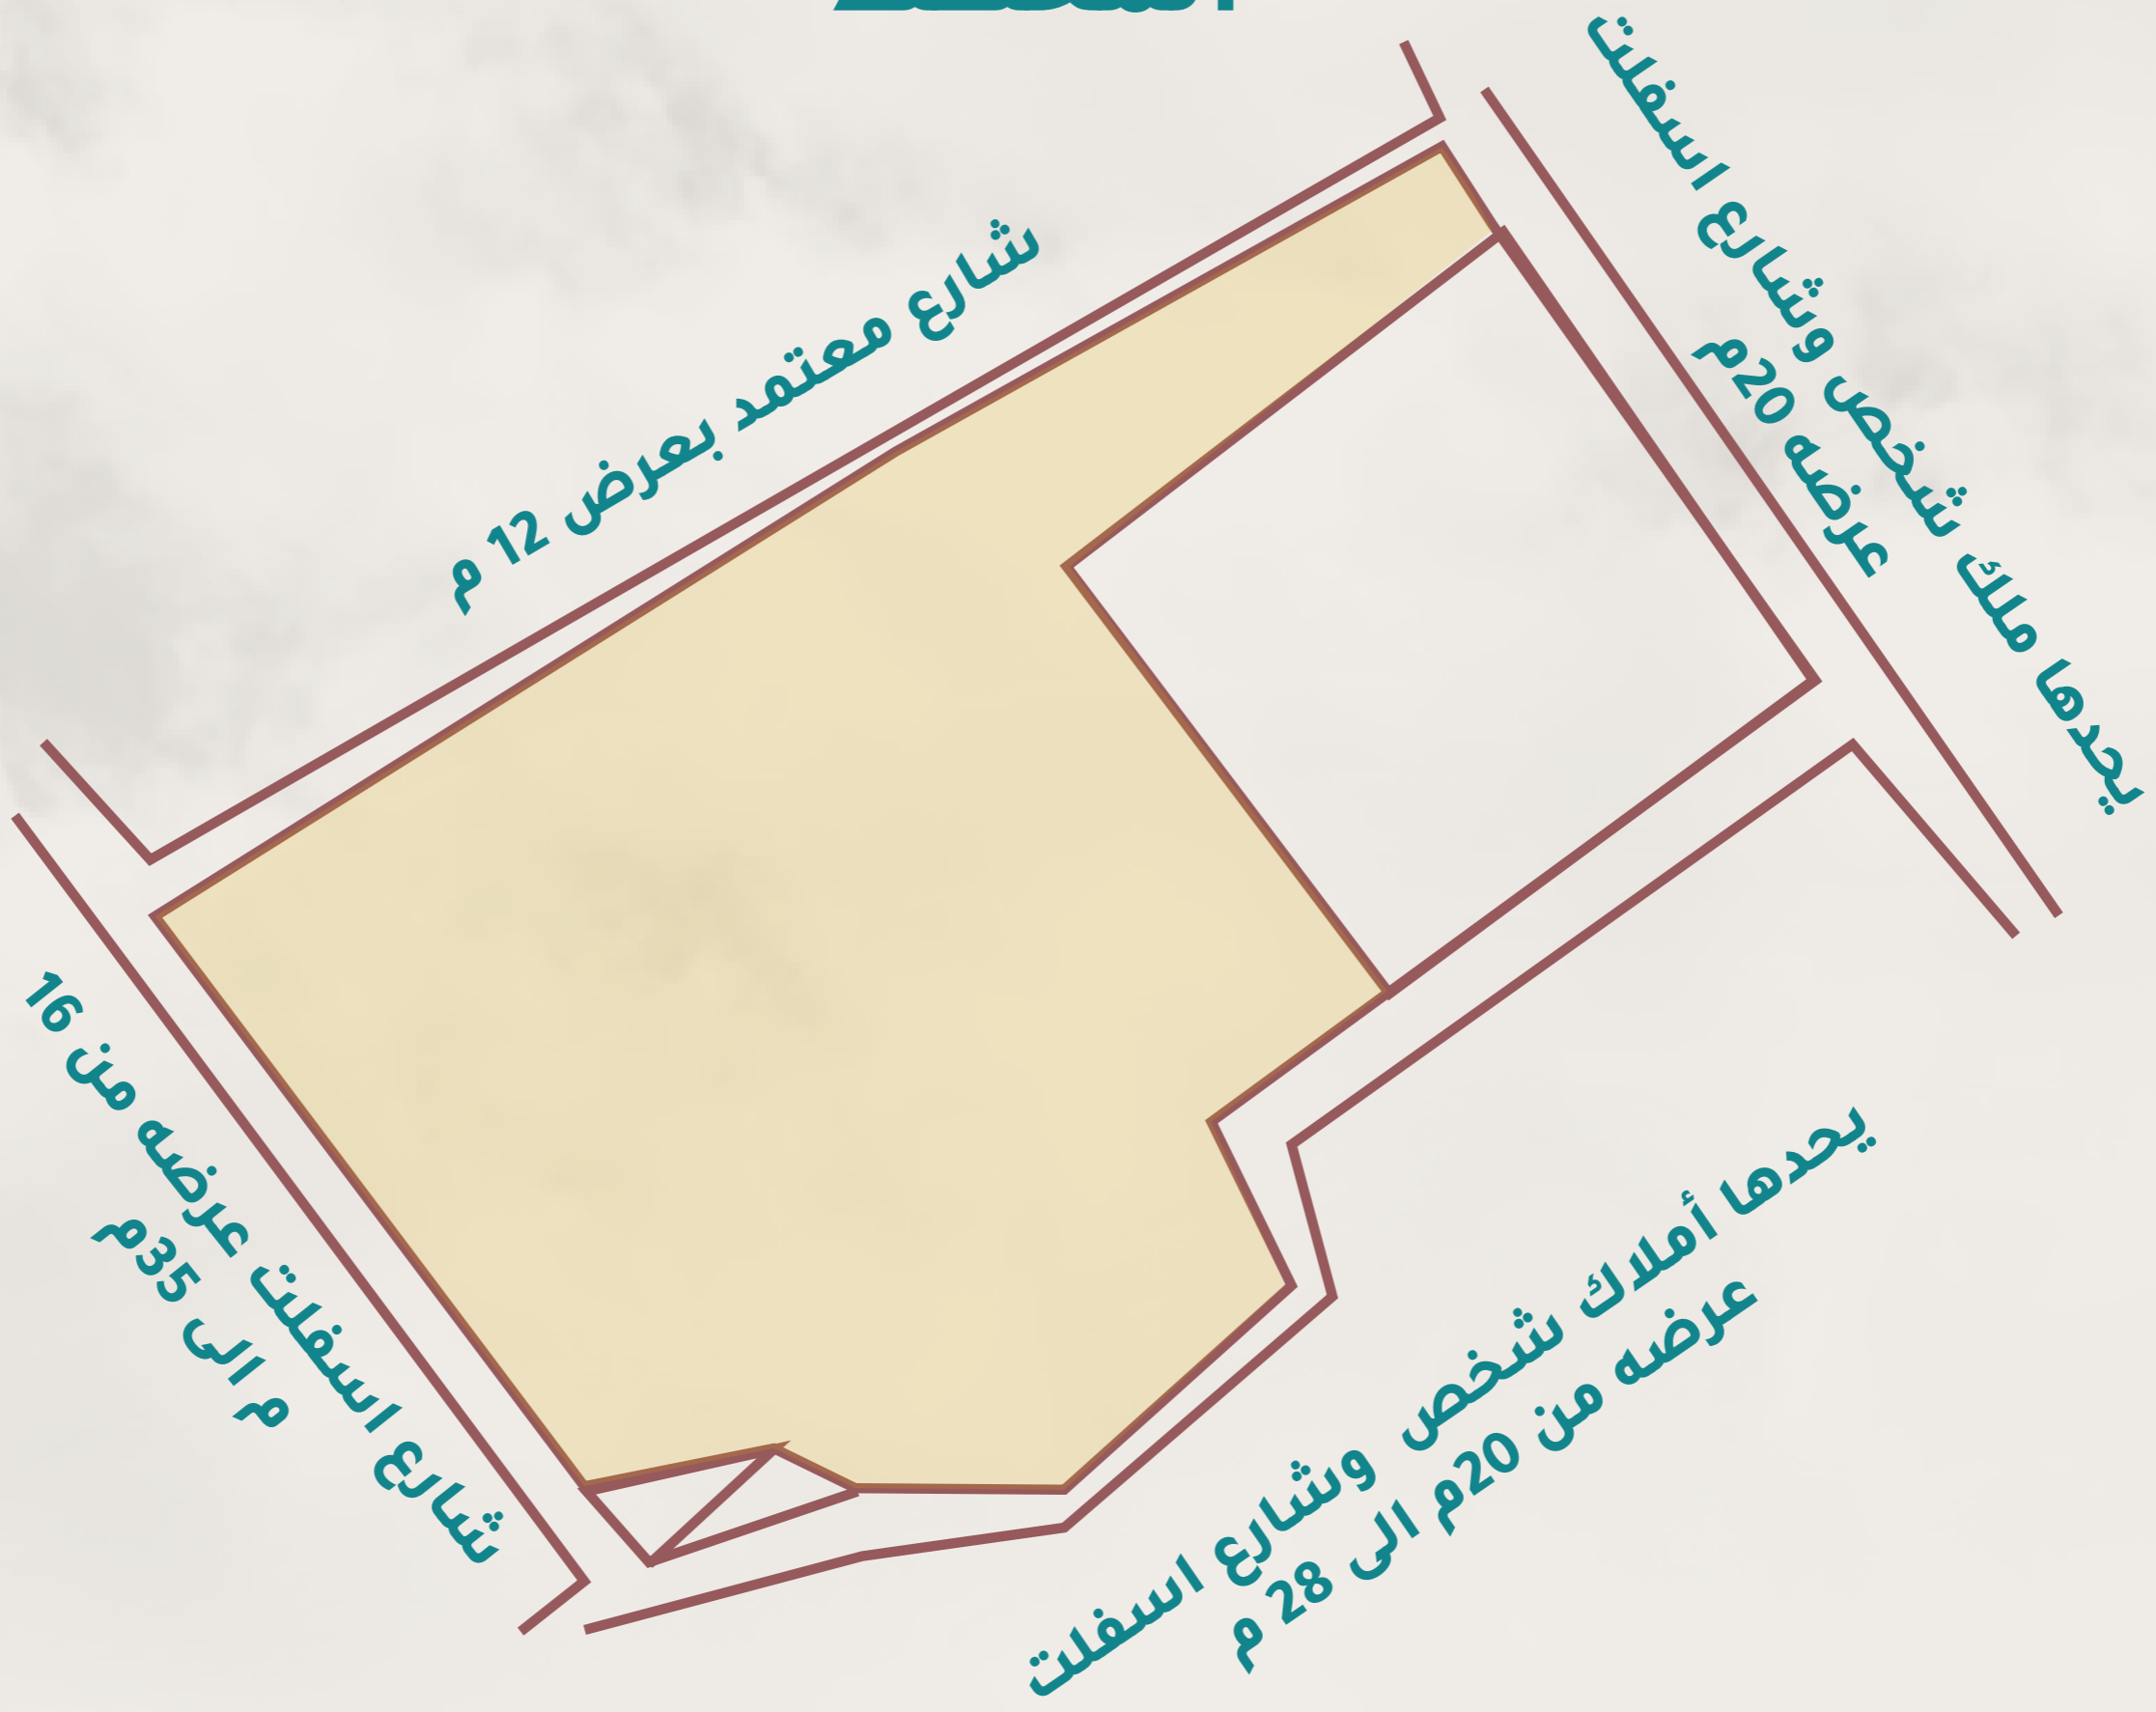 يحدها ملك شخص وشارع اسفلت
عرضه 20م
شارع معتمد بعرض 12 م
شارع اسفلت عرضه من 16
م الى 35م
يحدها أملاك شخص وشارع اسفلت
عرضه من 20م الى 28 م